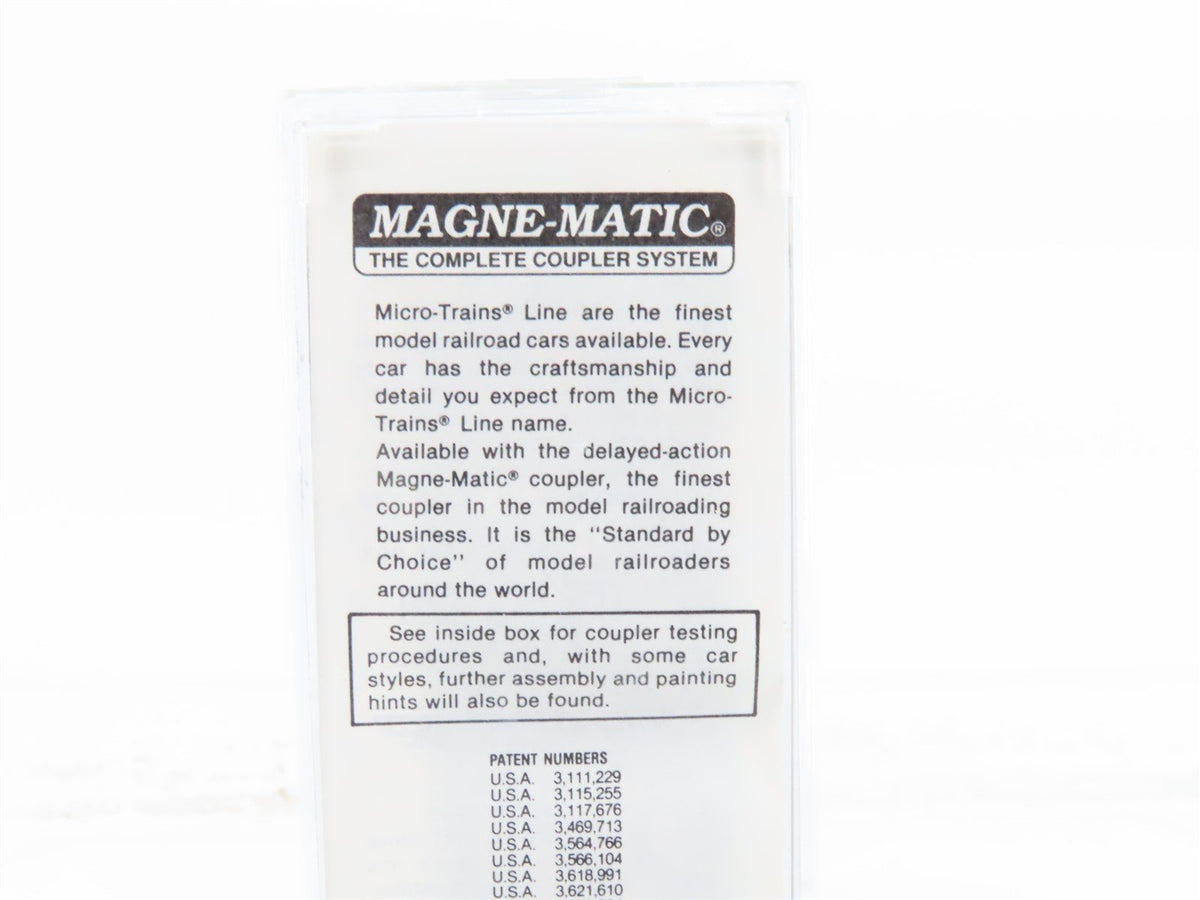 MAGNE-MATIC®
THE COMPLETE COUPLER SYSTEM
Micro-Trains® Line are the finest
model railroad cars available. Every
car has the craftsmanship and
detail you expect from the Micro-
Trains® Line name.
Available with the delayed-action
Magne-Matic® coupler, the finest
coupler in the model railroading
business. It is the "Standard by
Choice" of model railroaders
around the world.
See inside box for coupler testing
procedures and, with some car
styles, further assembly and painting
hints will also be found.
PATENT NUMBERS
U.S.A. 3,111,229
U.S.A. 3,115,255
U.S.A. 3,117,676
U.S.A. 3,469,713
U.S.A. 3,564,766
U.S.A. 3,566,104
U.S.A. 3,618,991
U.S.A. 3,621,610